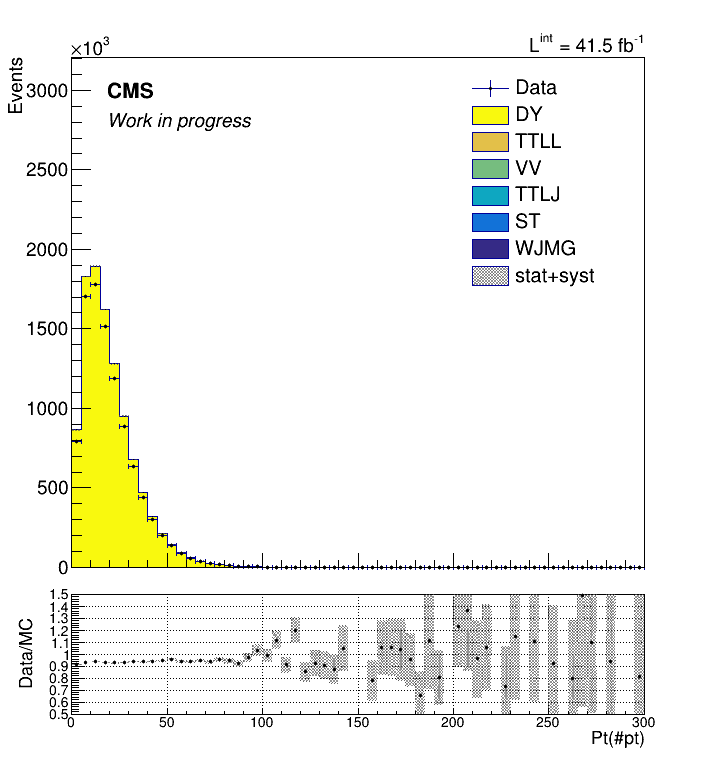 ×10³
L^int = 41.5 fb⁻¹
Events
3000
2500
2000
1500
1000
500
0
CMS
Work in progress
Data
DY
TTLL
VV
TTLJ
ST
WJMG
stat+syst
Data/MC
1.5
1.4
1.3
1.2
1.1
1
0.9
0.8
0.7
0.6
0.5
0 50 100 150 200 250 300
Pt(#pt)